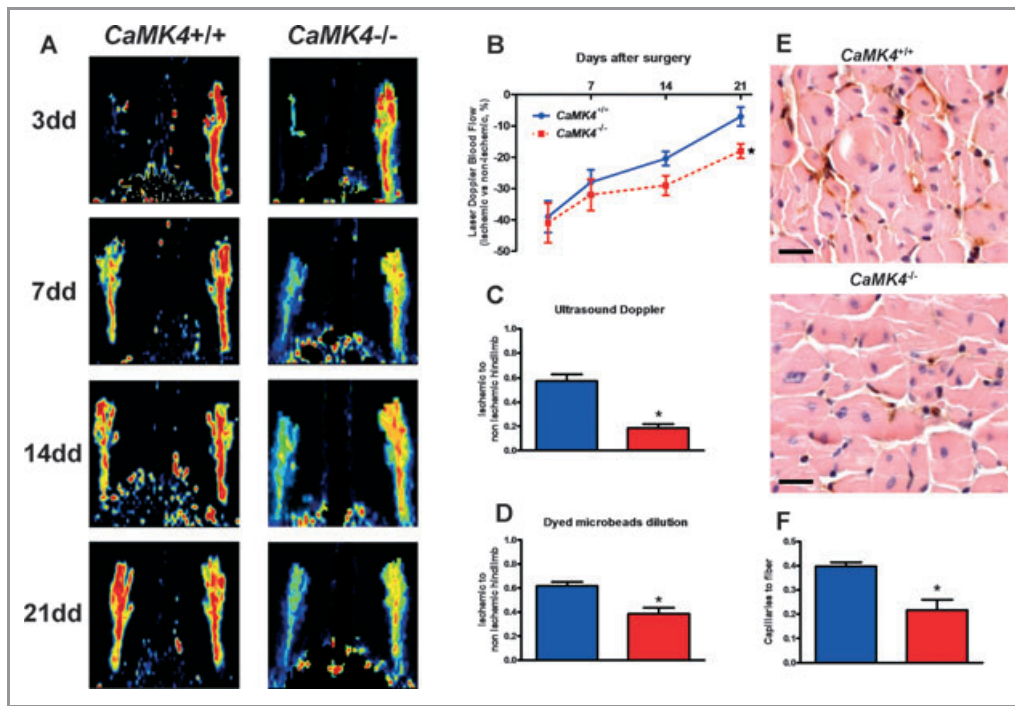 A
CaMK4+/+
CaMK4-/-
3dd
7dd
14dd
21dd
B
Days after surgery
7
14
21
0
-10
-20
-30
-40
-50
Laser Doppler Blood Flow
(Ischemic vs non-ischemic, %)
CaMK4+/+
CaMK4-/-
*
C
Ultrasound Doppler
1.0
0.8
0.6
0.4
0.2
0.0
Ischemic to
non Ischemic hindlimb
*
D
Dyed microbeads dilution
1.0
0.8
0.6
0.4
0.2
0.0
Ischemic to
non Ischemic hindlimb
*
E
CaMK4+/+
CaMK4-/-
F
0.5
0.4
0.3
0.2
0.1
0.0
Capillaries to fiber
*